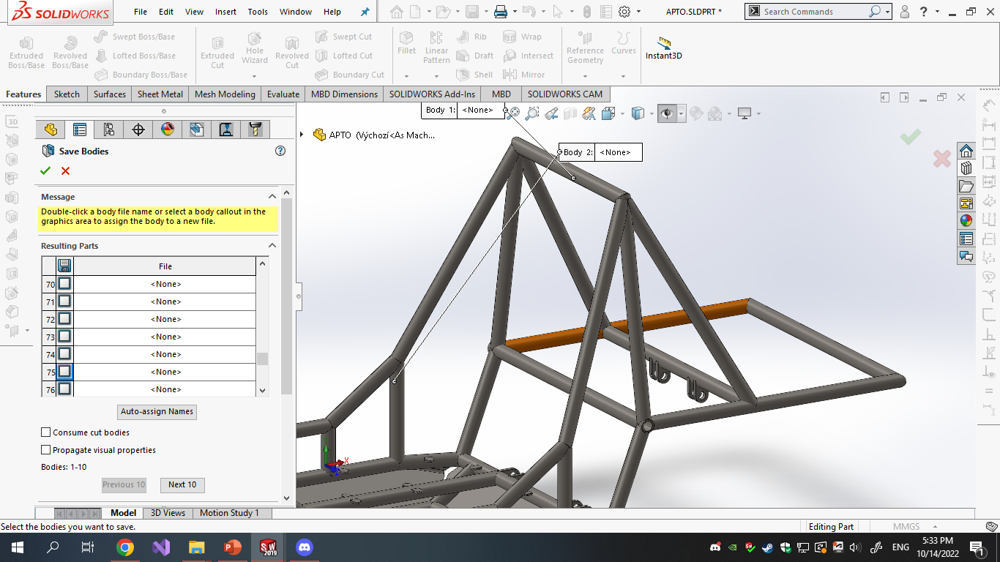 SOLIDWORKS
File Edit View Insert Tools Window Help
APTO.SLDPRT *
Search Commands
?
Extruded Boss/Base
Revolved Boss/Base
Swept Boss/Base
Lofted Boss/Base
Boundary Boss/Base
Extruded Cut
Hole Wizard
Revolved Cut
Swept Cut
Lofted Cut
Boundary Cut
Fillet
Linear Pattern
Rib
Draft
Shell
Wrap
Intersect
Mirror
Reference Geometry
Curves
Instant3D
Features Sketch Surfaces Sheet Metal Mesh Modeling Evaluate MBD Dimensions SOLIDWORKS Add-Ins MBD SOLIDWORKS CAM
Body 1: <None>
APTO (Výchozí<As Mach...
Body 2: <None>
Save Bodies
Message
Double-click a body file name or select a body callout in the
graphics area to assign the body to a new file.
Resulting Parts
File
70 <None>
71 <None>
72 <None>
73 <None>
74 <None>
75 <None>
76 <None>
Auto-assign Names
Consume cut bodies
Propagate visual properties
Bodies: 1-10
Previous 10 Next 10
X
Z
Model 3D Views Motion Study 1
Select the bodies you want to save.
Editing Part
MMGS
SW 2019
ENG
5:33 PM
10/14/2022
1